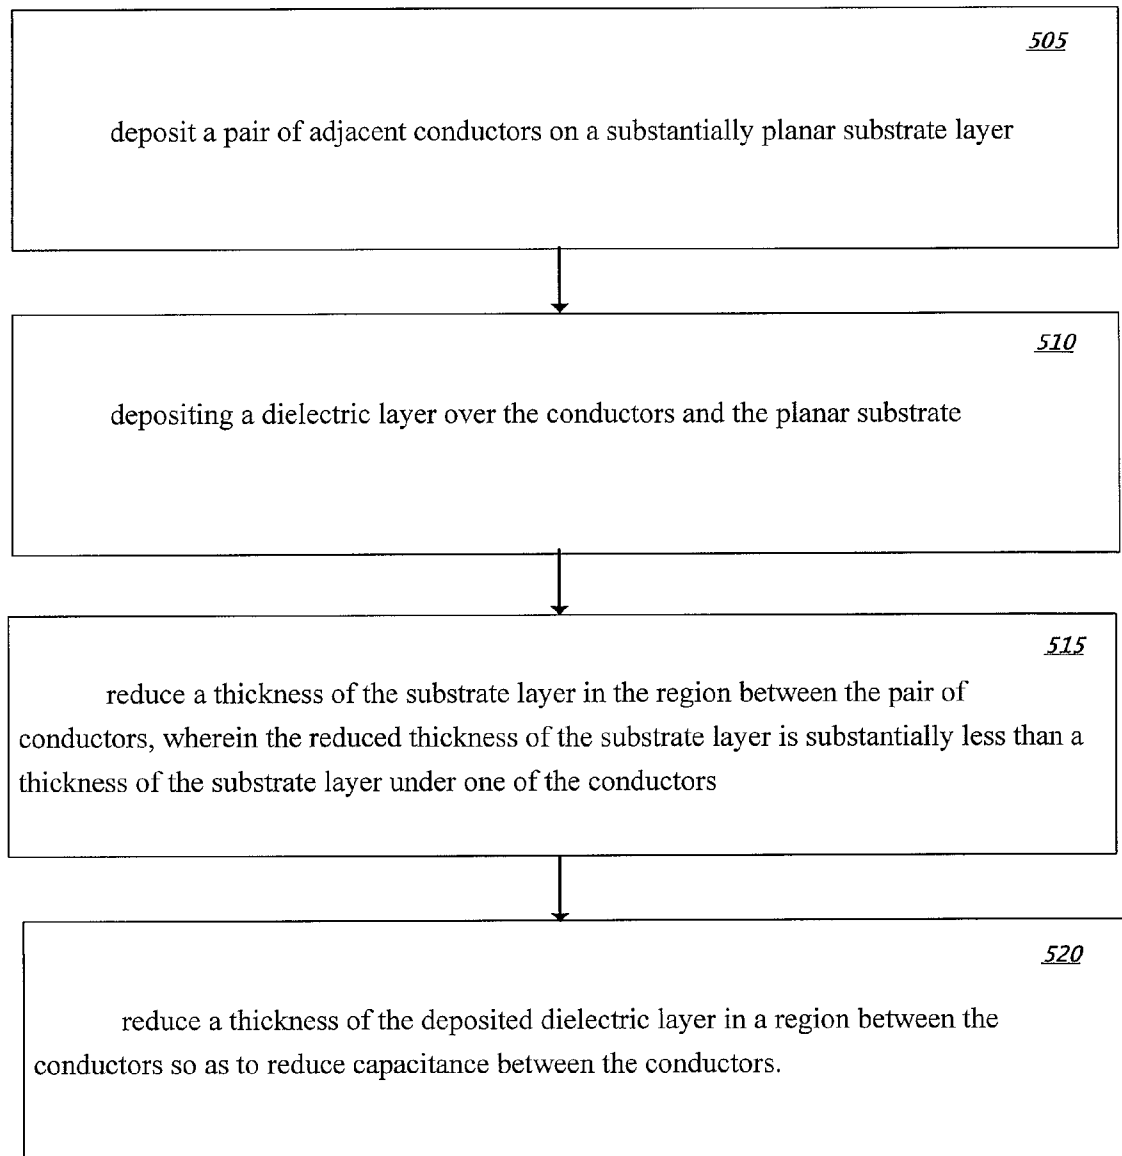 505
deposit a pair of adjacent conductors on a substantially planar substrate layer
510
depositing a dielectric layer over the conductors and the planar substrate
515
reduce a thickness of the substrate layer in the region between the pair of
conductors, wherein the reduced thickness of the substrate layer is substantially less than a
thickness of the substrate layer under one of the conductors
520
reduce a thickness of the deposited dielectric layer in a region between the
conductors so as to reduce capacitance between the conductors.